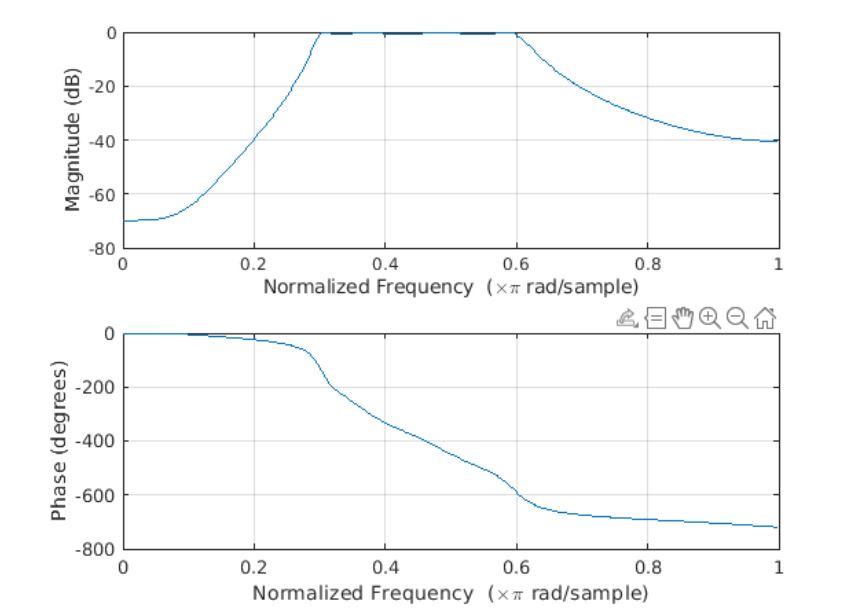 0
-20
-40
-60
-80
Magnitude (dB)
0 0.2 0.4 0.6 0.8 1
Normalized Frequency (×π rad/sample)
0
-200
-400
-600
-800
Phase (degrees)
0 0.2 0.4 0.6 0.8 1
Normalized Frequency (×π rad/sample)